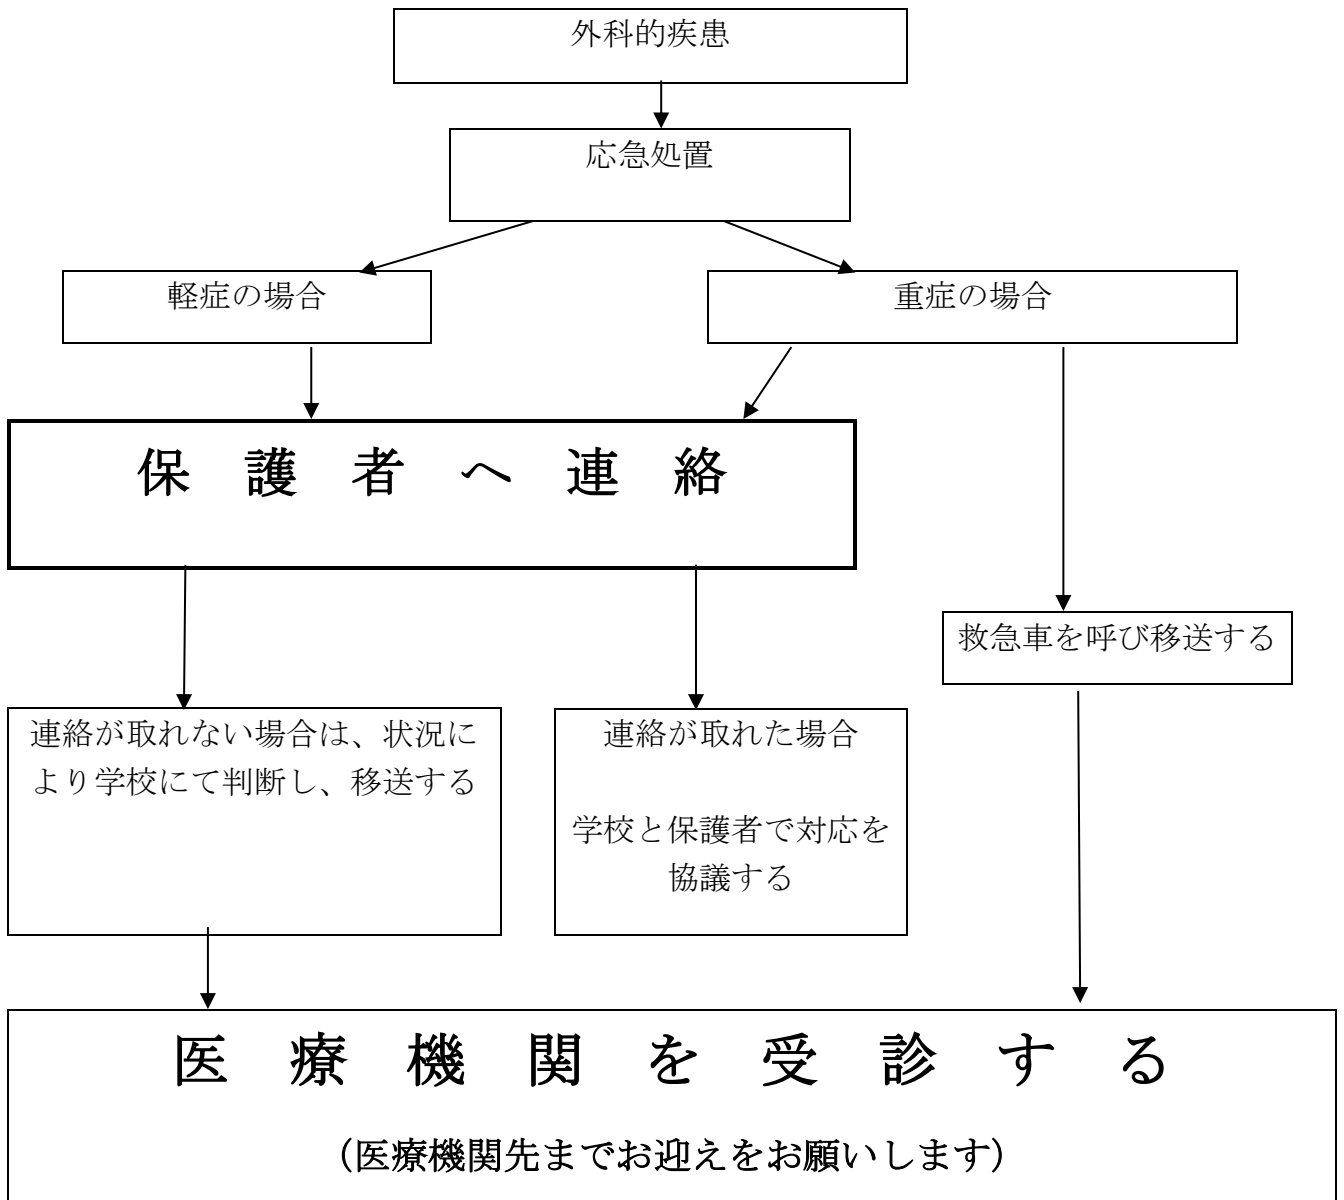 外科的疾患
応急処置
軽症の場合
重症の場合
保　護　者　へ　連　絡
救急車を呼び移送する
連絡が取れない場合は、状況に
より学校にて判断し、移送する
連絡が取れた場合
学校と保護者で対応を
協議する
医　療　機　関　を　受　診　す　る
（医療機関先までお迎えをお願いします）